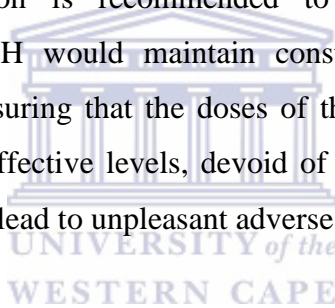 on is recommended to
H would maintain cons
suring that the doses of th
ffective levels, devoid of
lead to unpleasant adverse
UNIVERSITY of the
WESTERN CAPE